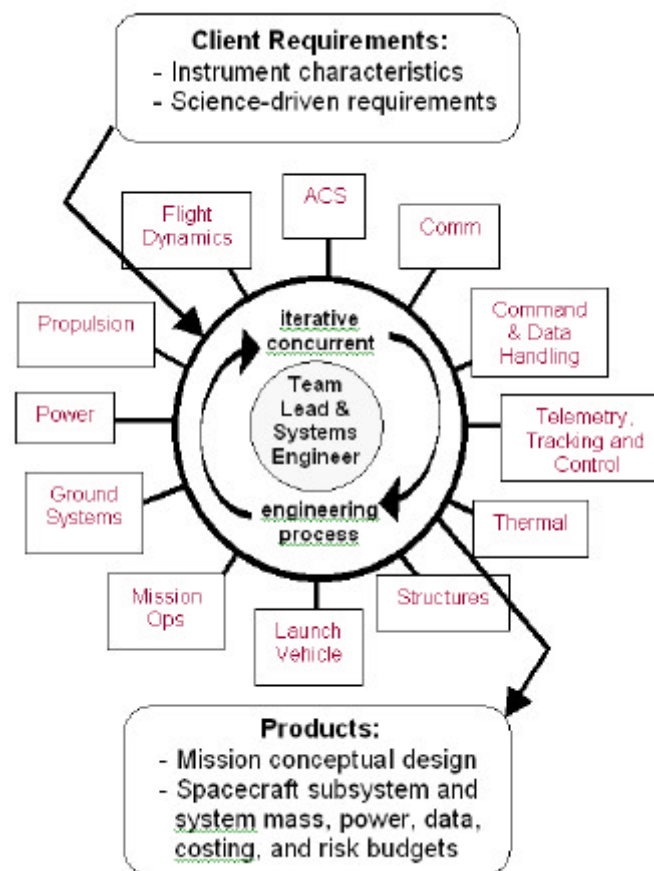 Client Requirements:
- Instrument characteristics
- Science-driven requirements
ACS
Flight
Dynamics
Comm
Propulsion
Command
& Data
Handling
iterative
concurrent
Team
Lead &
Systems
Engineer
engineering
process
Power
Telemetry,
Tracking and
Control
Ground
Systems
Thermal
Mission
Ops
Structures
Launch
Vehicle
Products:
- Mission conceptual design
- Spacecraft subsystem and
system mass, power, data,
costing, and risk budgets